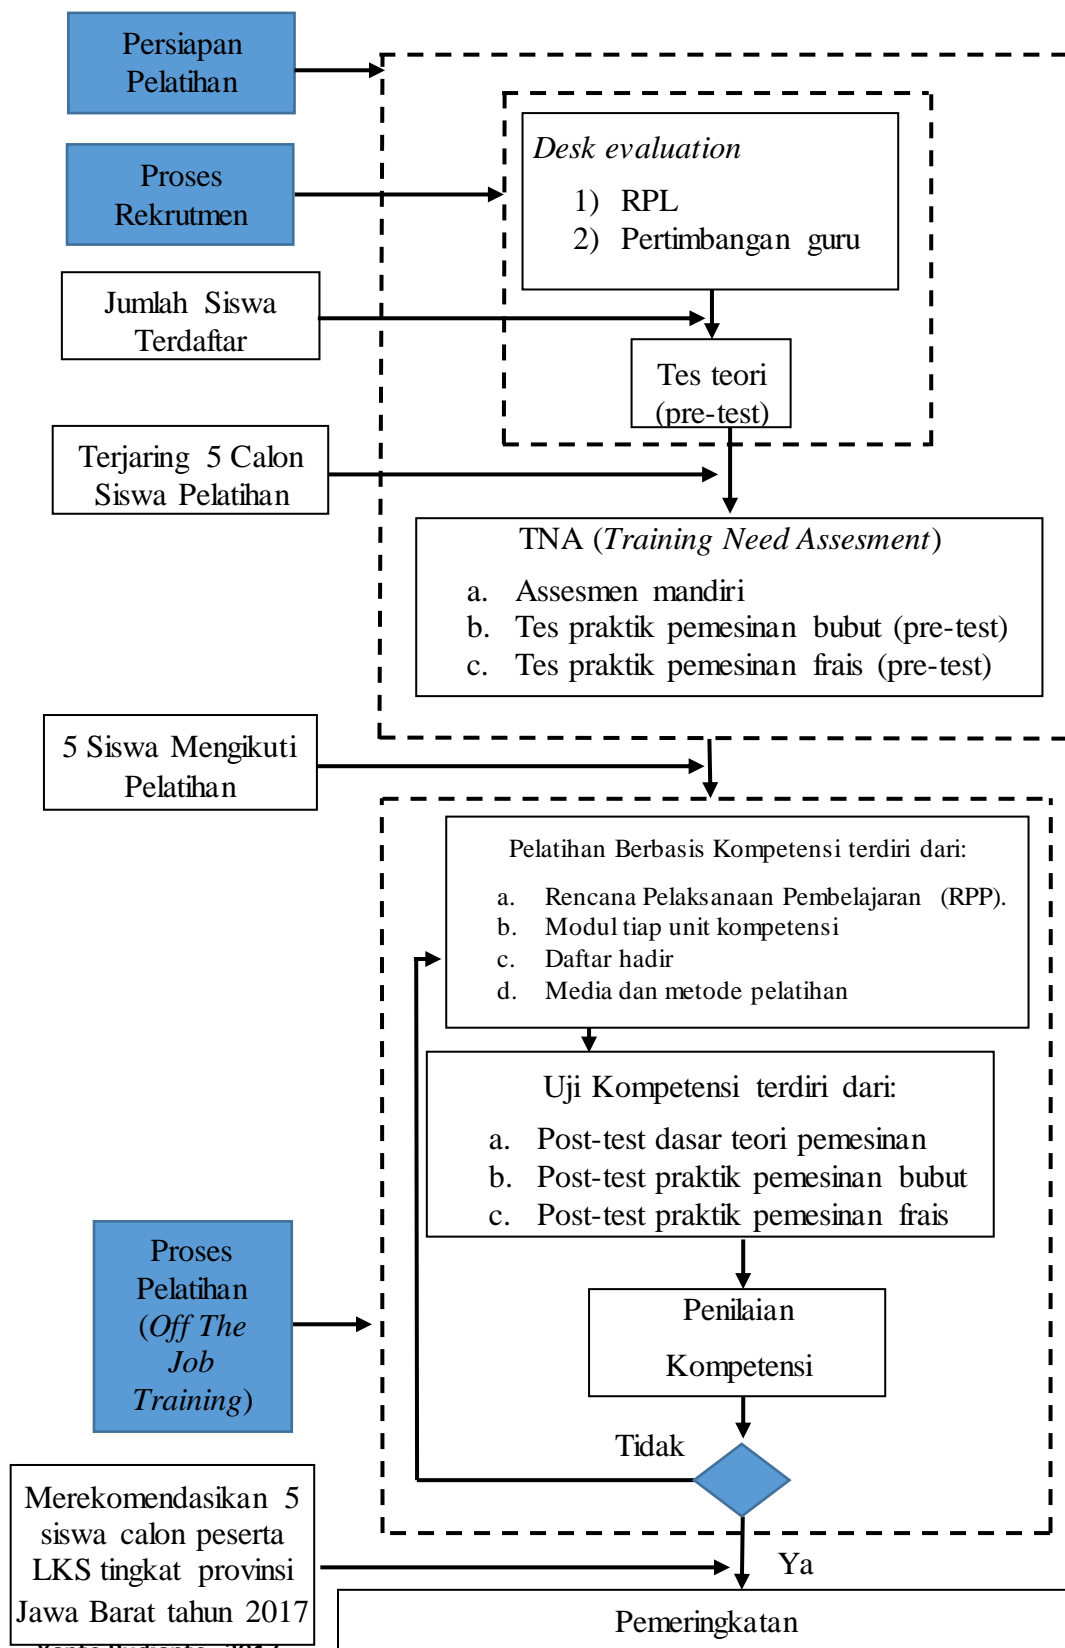 Persiapan
Pelatihan
Proses
Rekrutmen
Desk evaluation
1) RPL
2) Pertimbangan guru
Jumlah Siswa
Terdaftar
Tes teori
(pre-test)
Terjaring 5 Calon
Siswa Pelatihan
TNA (Training Need Assesment)
a. Assesmen mandiri
b. Tes praktik pemesinan bubut (pre-test)
c. Tes praktik pemesinan frais (pre-test)
5 Siswa Mengikuti
Pelatihan
Pelatihan Berbasis Kompetensi terdiri dari:
a. Rencana Pelaksanaan Pembelajaran (RPP).
b. Modul tiap unit kompetensi
c. Daftar hadir
d. Media dan metode pelatihan
Uji Kompetensi terdiri dari:
a. Post-test dasar teori pemesinan
b. Post-test praktik pemesinan bubut
c. Post-test praktik pemesinan frais
Proses
Pelatihan
(Off The
Job
Training)
Penilaian
Kompetensi
Tidak
Merekomendasikan 5
siswa calon peserta
LKS tingkat provinsi
Jawa Barat tahun 2017
Ya
Pemeringkatan